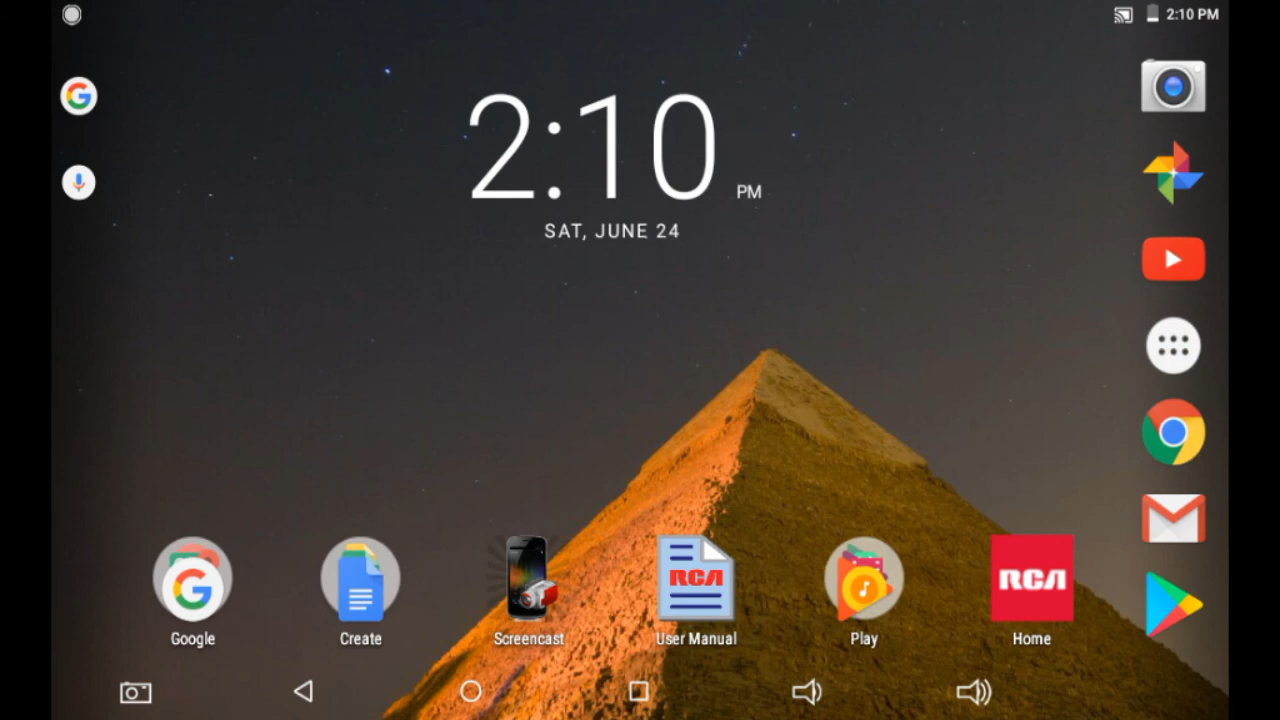 2:10 PM
2:10 PM
SAT, JUNE 24
RCA
RCA
Google
Create
Screencast
User Manual
Play
Home